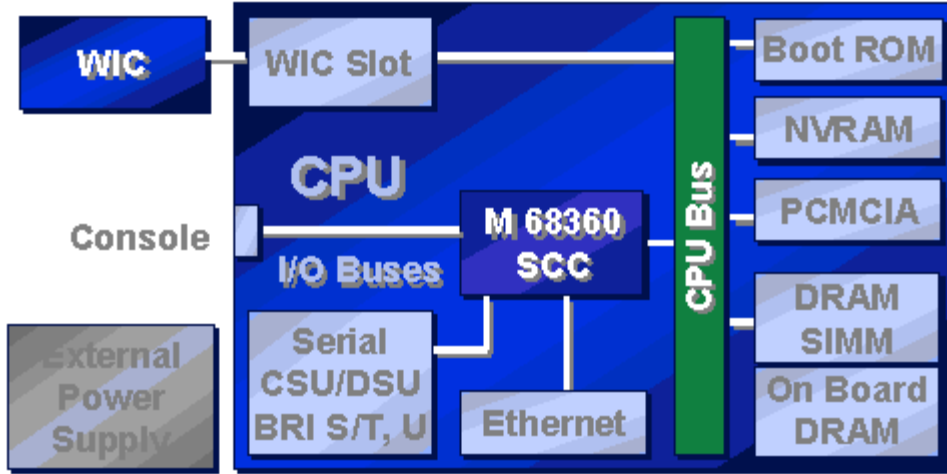 WIC
WIC Slot
Boot ROM
NVRAM
CPU
M 68360
SCC
CPU Bus
PCMCIA
Console
I/O Buses
DRAM
SIMM
External
Power
Supply
Serial
CSU/DSU
BRI S/T, U
Ethernet
On Board
DRAM